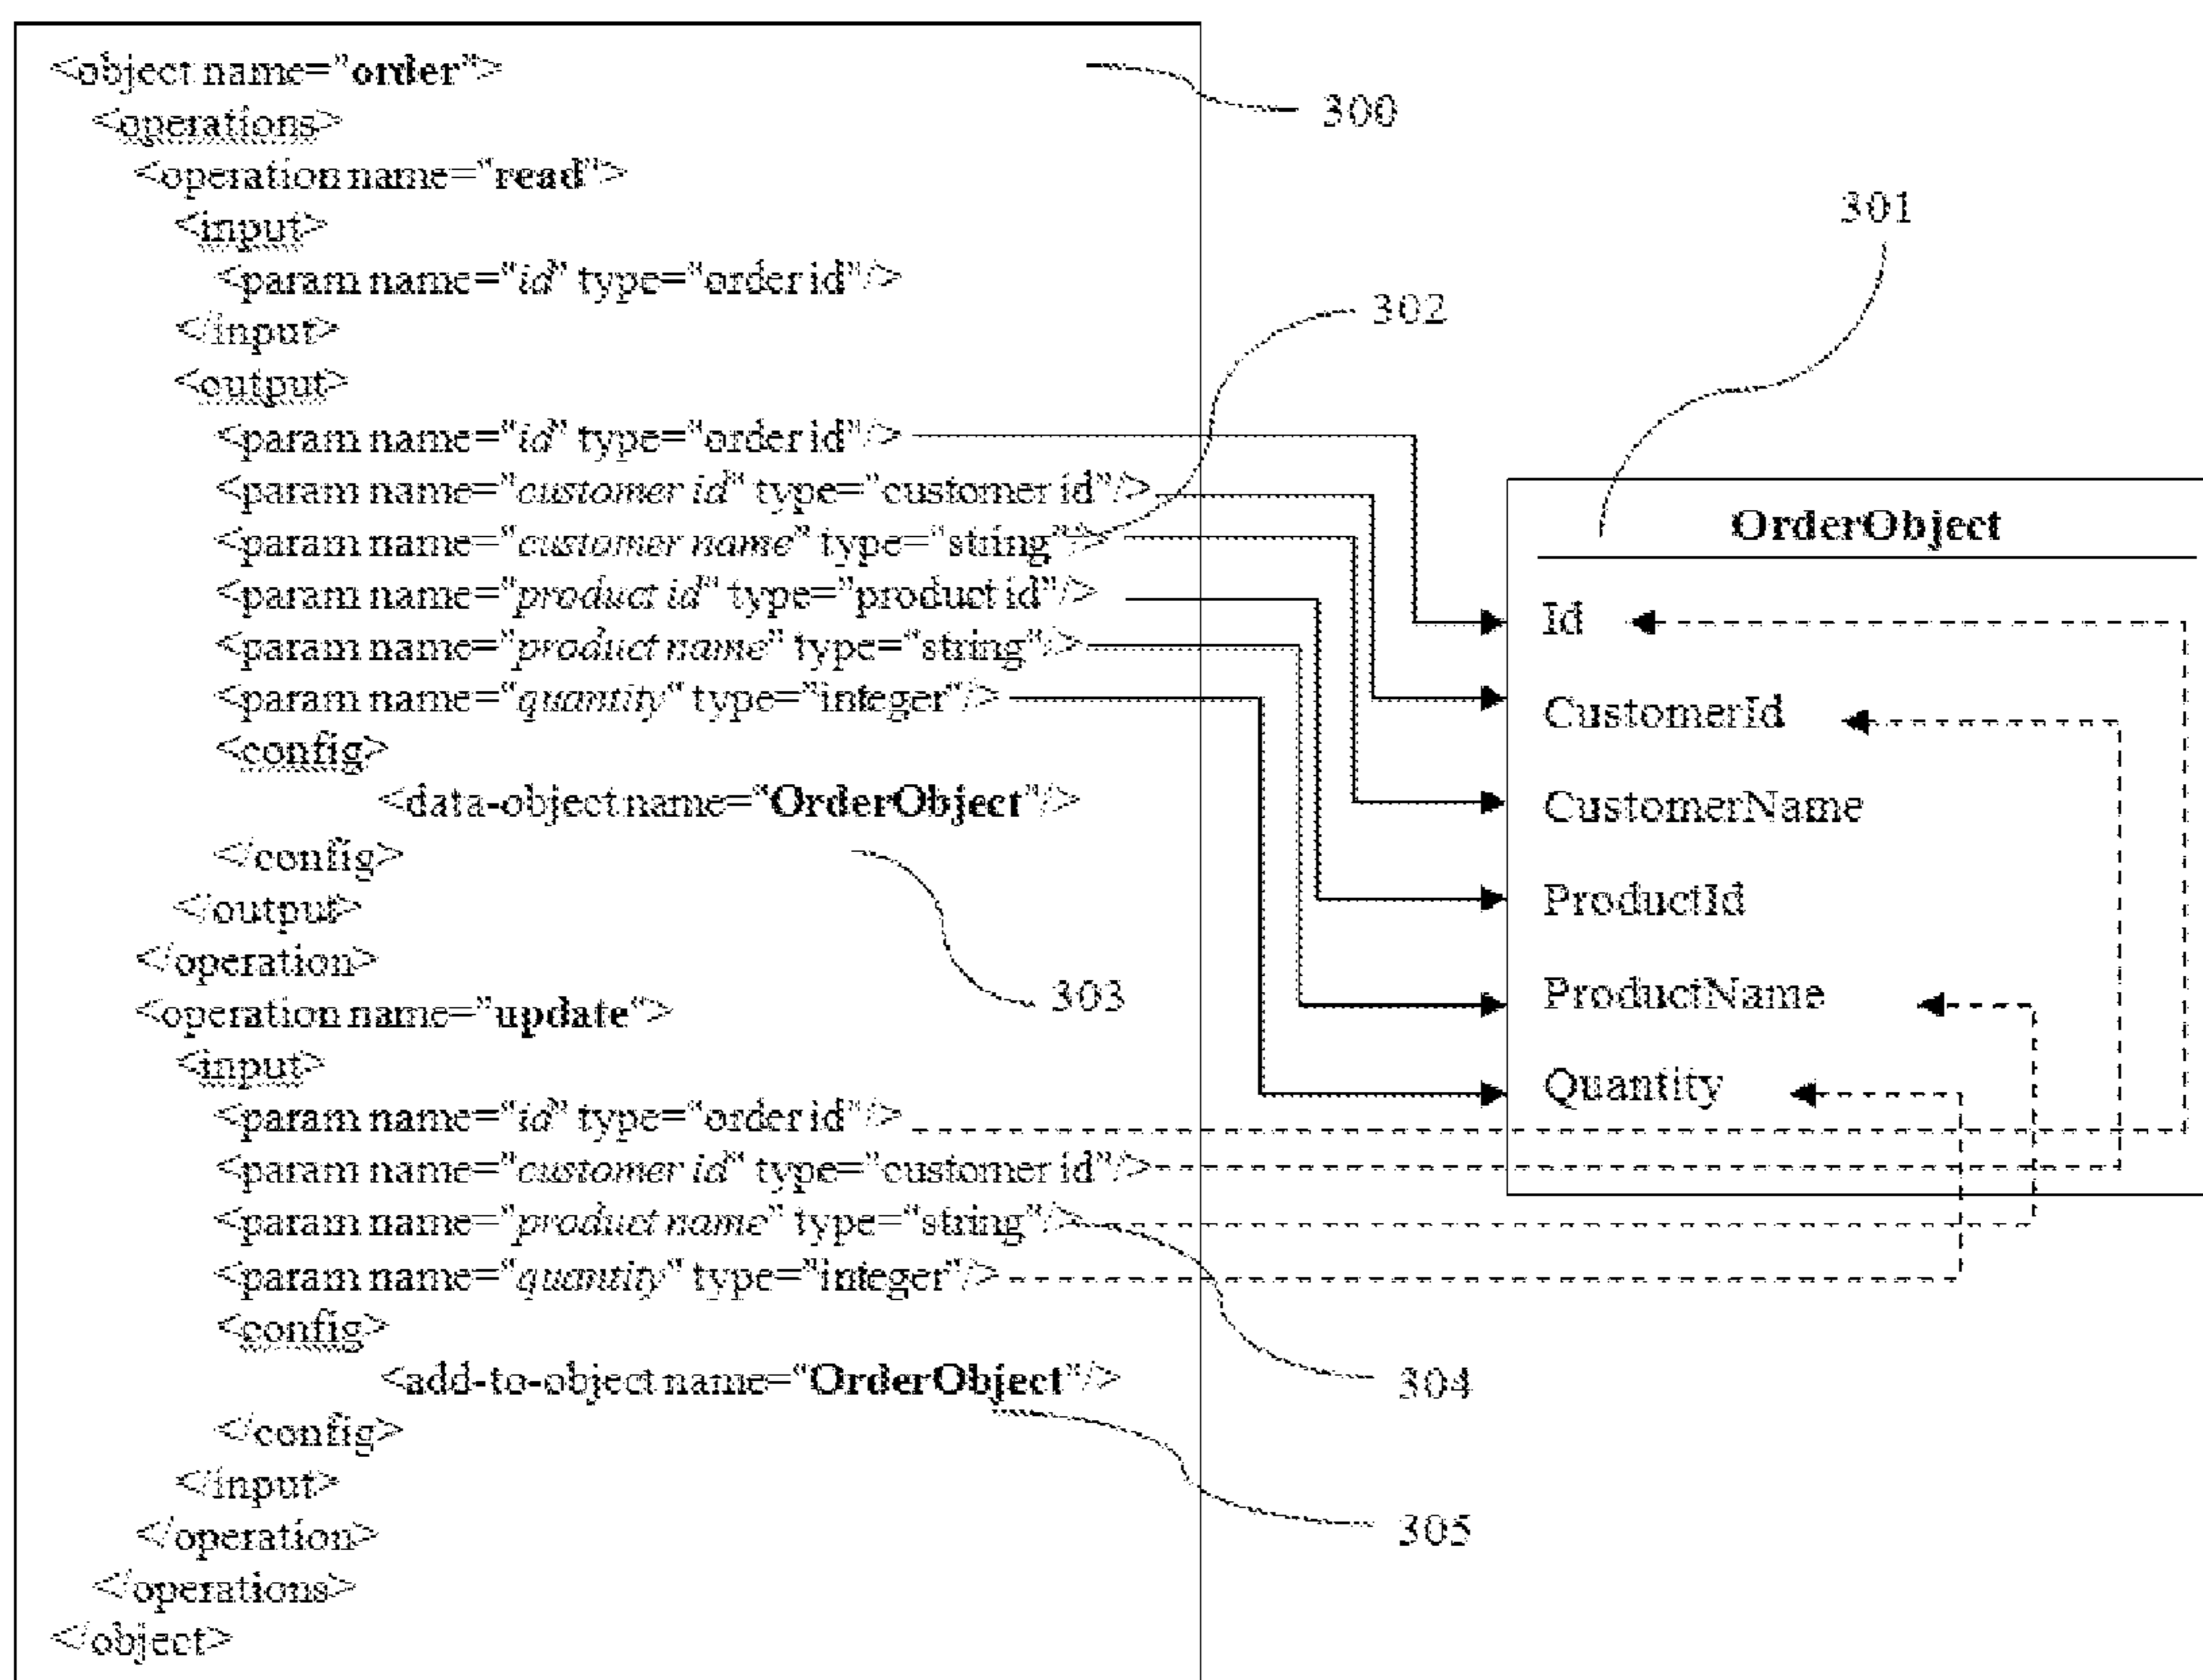 <object name="order">
<operations>
<operation name="read">
<input>
<param name="id" type="order id"/>
</input>
<output>
<param name="id" type="order id"/>
<param name="customer id" type="customer id"/>
<param name="customer name" type="string"/>
<param name="product id" type="product id"/>
<param name="product name" type="string"/>
<param name="quantity" type="integer"/>
<config>
<data-object name="OrderObject"/>
</config>
</output>
</operation>
<operation name="update">
<input>
<param name="id" type="order id"/>
<param name="customer id" type="customer id"/>
<param name="product name" type="string"/>
<param name="quantity" type="integer"/>
<config>
<add-to-object name="OrderObject"/>
</config>
</input>
</operation>
</operations>
</object>
300
301
302
303
304
305
OrderObject
Id
CustomerId
CustomerName
ProductId
ProductName
Quantity